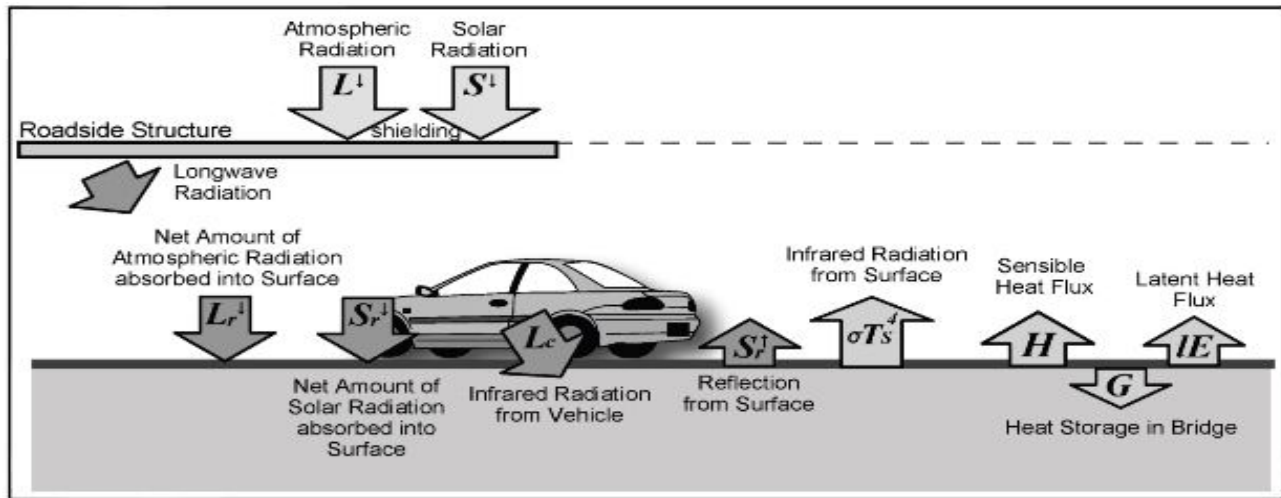 Atmospheric
Radiation
Solar
Radiation
L↓
S↓
Roadside Structure
shielding
Longwave
Radiation
Net Amount of
Atmospheric Radiation
absorbed into Surface
Infrared Radiation
from Surface
Sensible
Heat Flux
Latent Heat
Flux
Lr↓
Sr↓
Lc
Sr↑
σTs⁴
H
lE
G
Net Amount of
Solar Radiation
absorbed into
Surface
Infrared Radiation
from Vehicle
Reflection
from Surface
Heat Storage in Bridge